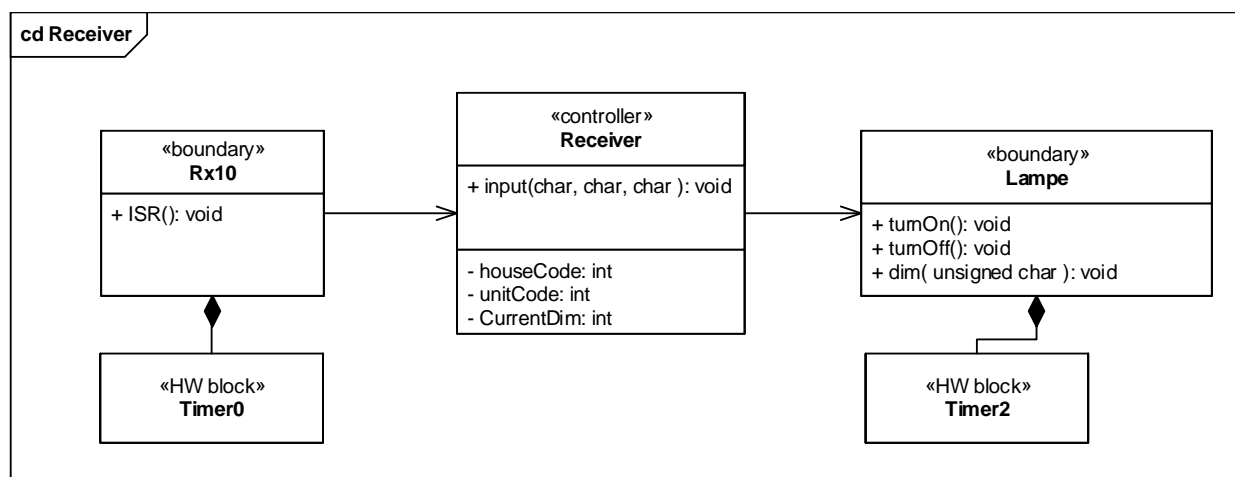 cd Receiver
«boundary»
Rx10
+ ISR(): void
«controller»
Receiver
+ input(char, char, char ): void
- houseCode: int
- unitCode: int
- CurrentDim: int
«boundary»
Lampe
+ turnOn(): void
+ turnOff(): void
+ dim( unsigned char ): void
«HW block»
Timer0
«HW block»
Timer2